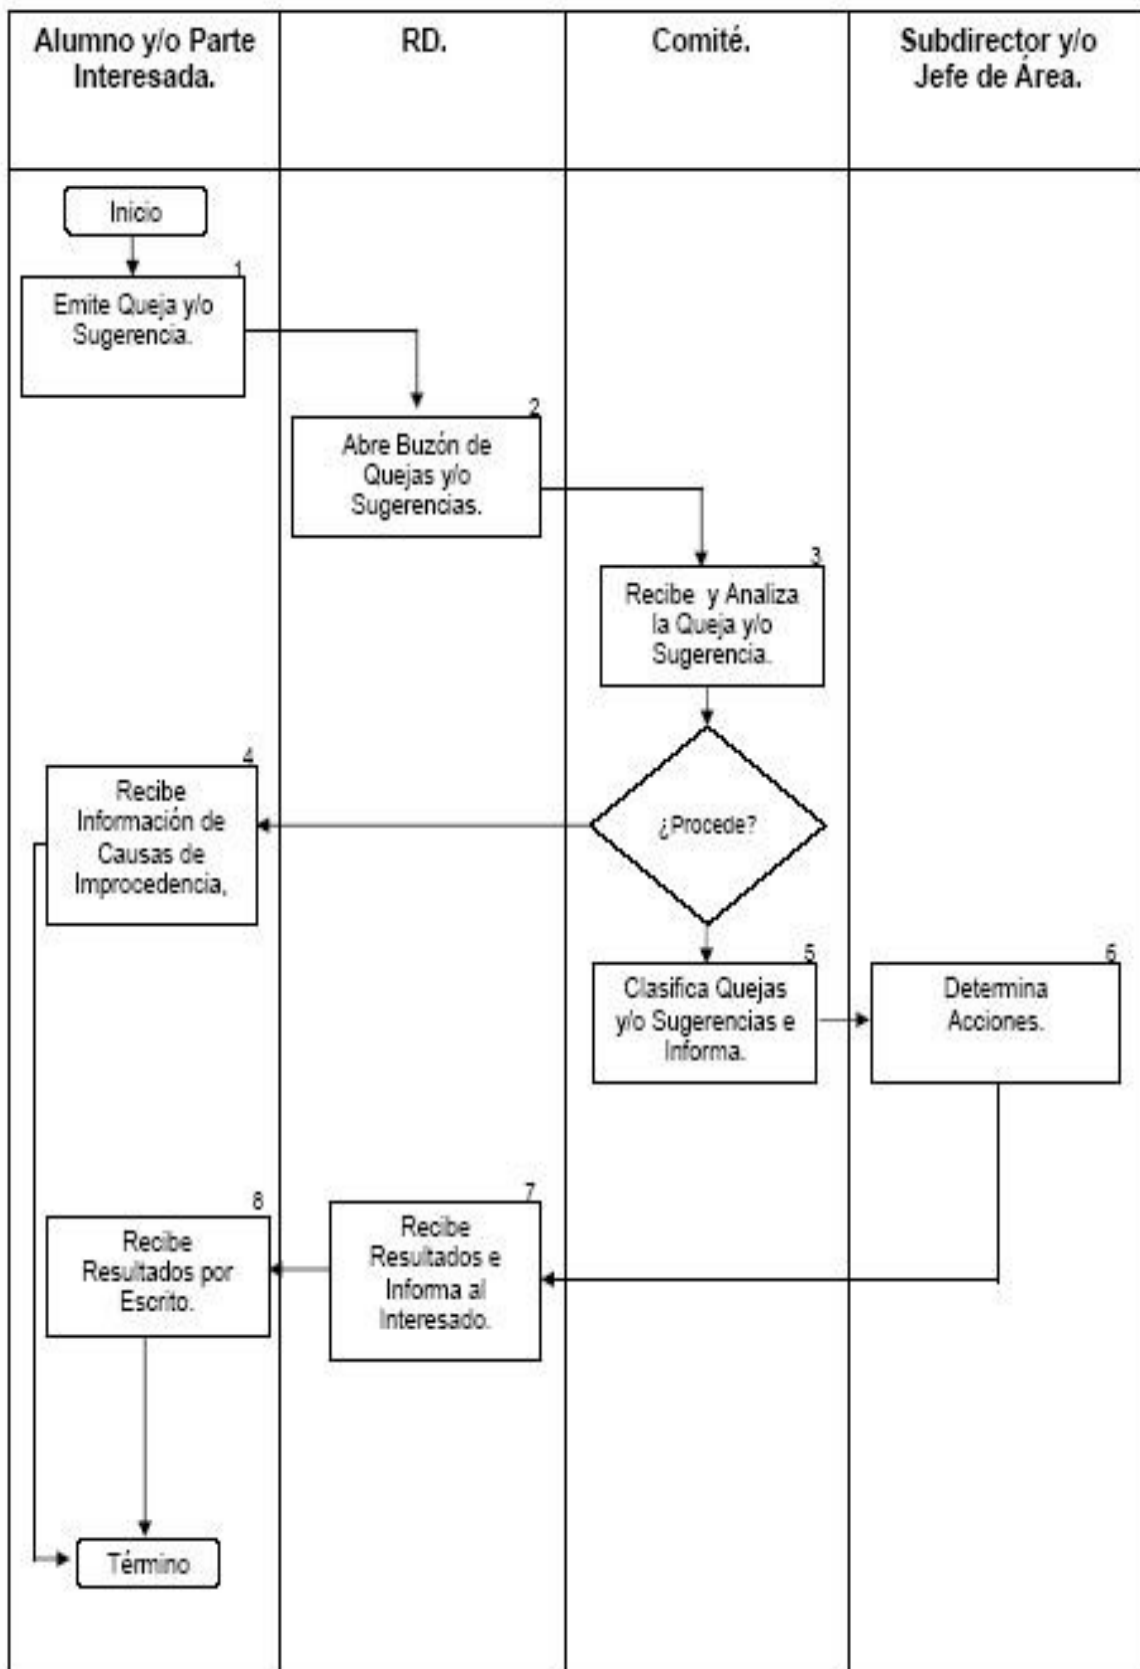 Alumno y/o Parte
Interesada.
RD.
Comité.
Subdirector y/o
Jefe de Área.
Inicio
1
Emite Queja y/o
Sugerencia.
2
Abre Buzón de
Quejas y/o
Sugerencias.
3
Recibe y Analiza
la Queja y/o
Sugerencia.
¿Procede?
4
Recibe
Información de
Causas de
Improcedencia,
5
Clasifica Quejas
y/o Sugerencias e
Informa.
6
Determina
Acciones.
7
Recibe
Resultados e
Informa al
Interesado.
8
Recibe
Resultados por
Escrito.
Término